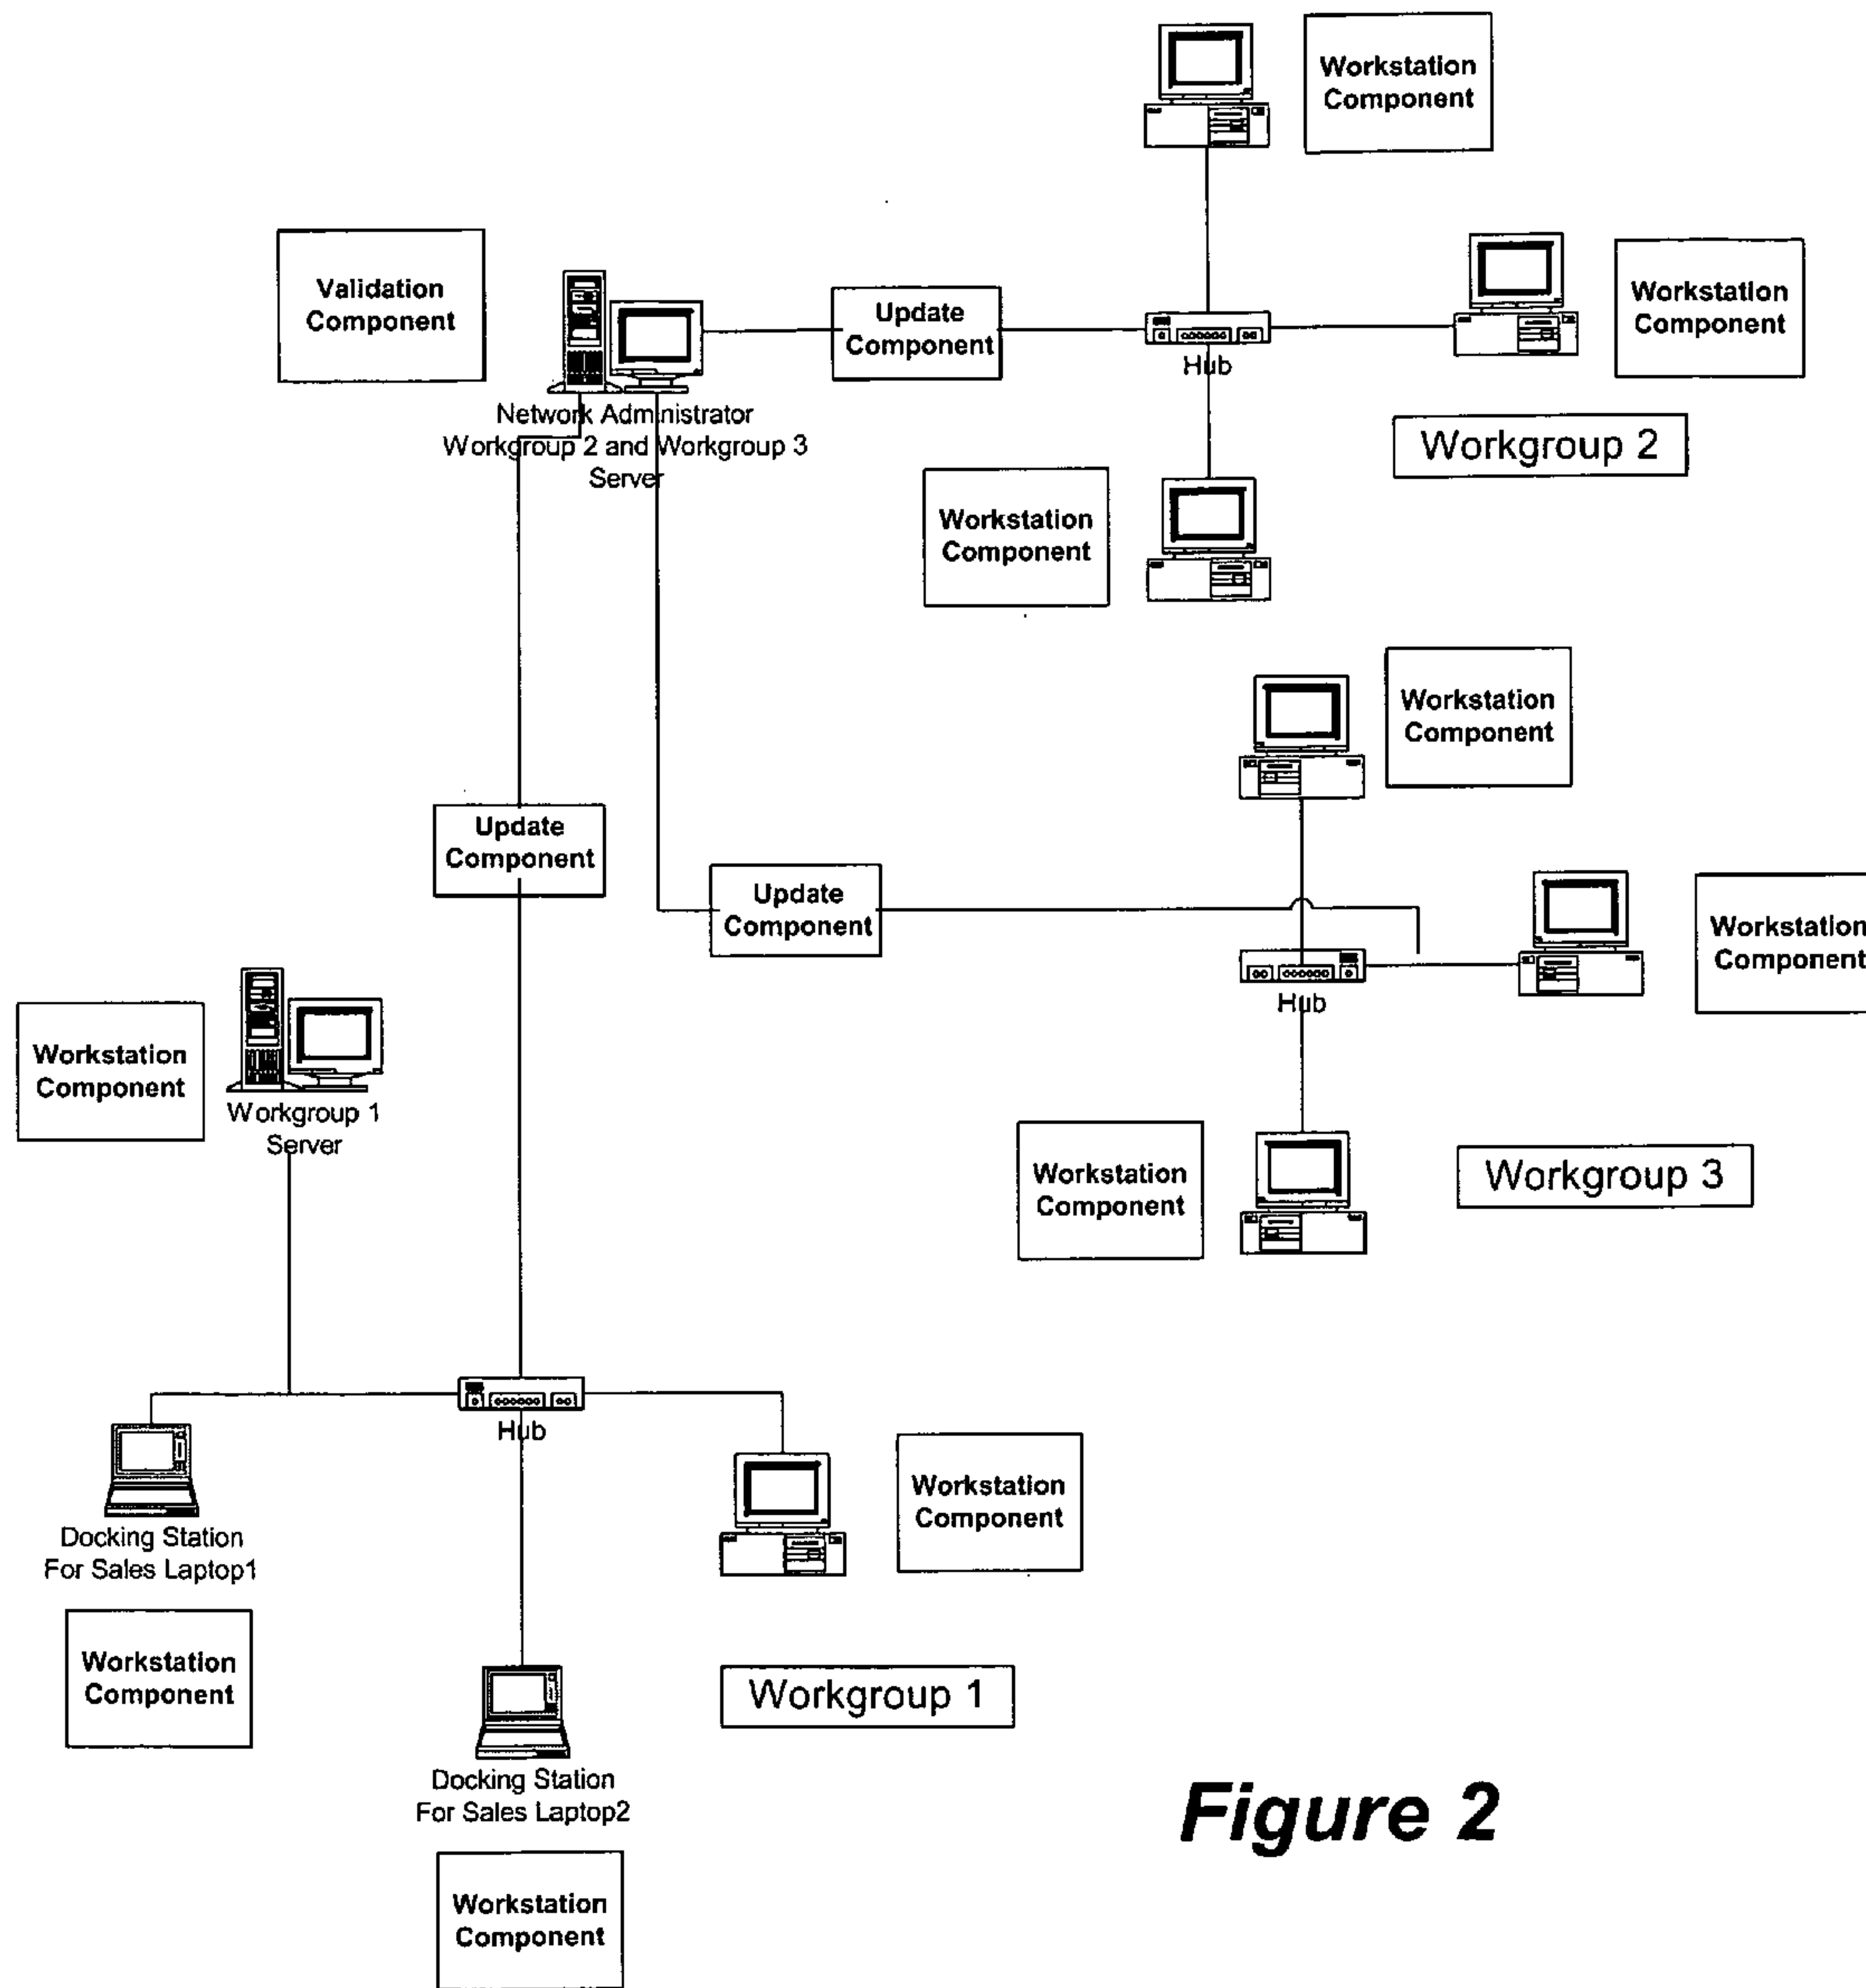 Workstation
Component
Validation
Component
Update
Component
Workstation
Component
Hub
Network Administrator
Workgroup 2 and Workgroup 3
Server
Workgroup 2
Workstation
Component
Workstation
Component
Update
Component
Update
Component
Workstation
Component
Hub
Workstation
Component
Workgroup 1
Server
Workstation
Component
Workgroup 3
Hub
Workstation
Component
Docking Station
For Sales Laptop1
Workstation
Component
Workgroup 1
Docking Station
For Sales Laptop2
Figure 2
Workstation
Component